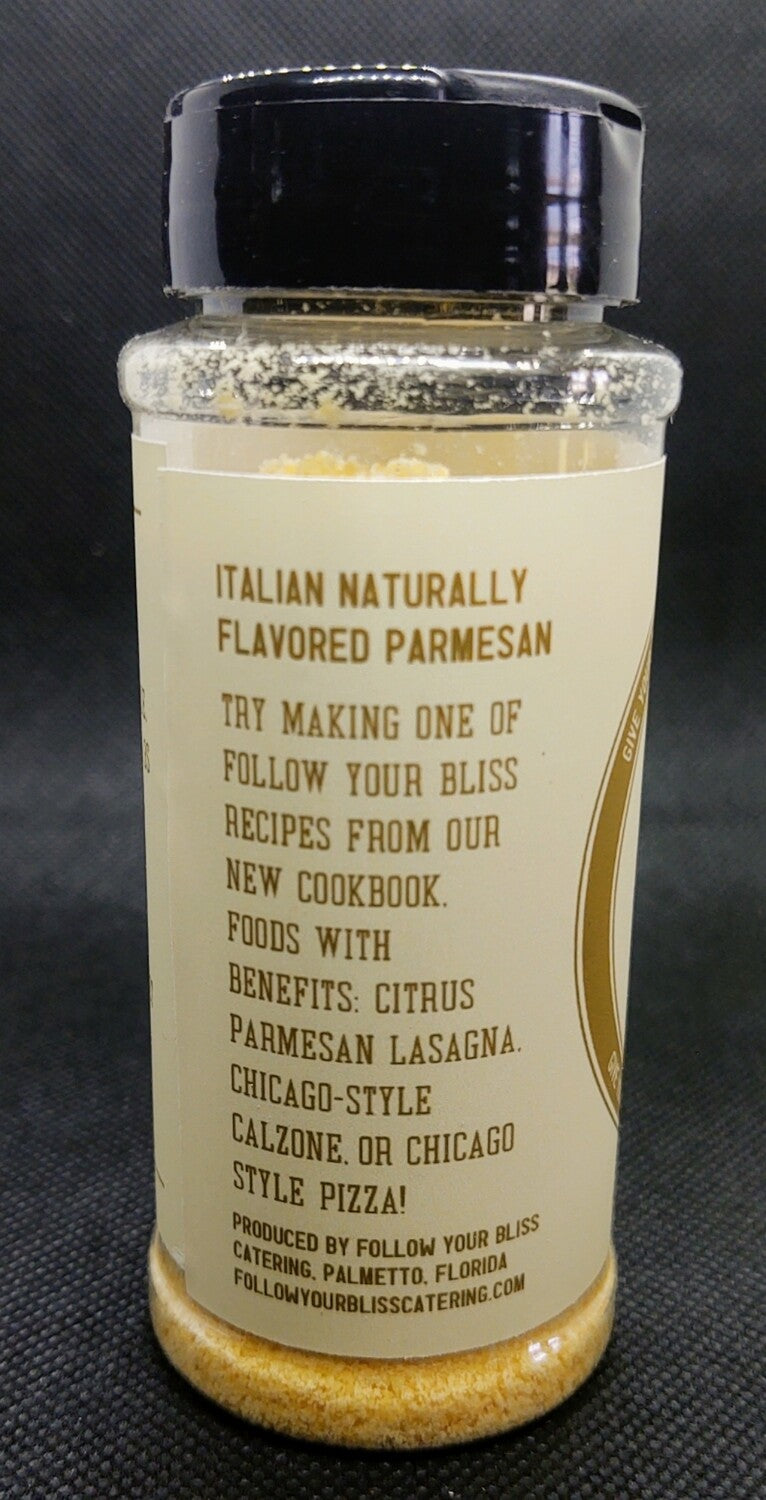 ITALIAN NATURALLY
FLAVORED PARMESAN
TRY MAKING ONE OF
FOLLOW YOUR BLISS
RECIPES FROM OUR
NEW COOKBOOK.
FOODS WITH
BENEFITS: CITRUS
PARMESAN LASAGNA.
CHICAGO-STYLE
CALZONE. OR CHICAGO
STYLE PIZZA!
PRODUCED BY FOLLOW YOUR BLISS
CATERING. PALMETTO. FLORIDA
FOLLOWYOURBLISSCATERING.COM
GIVE